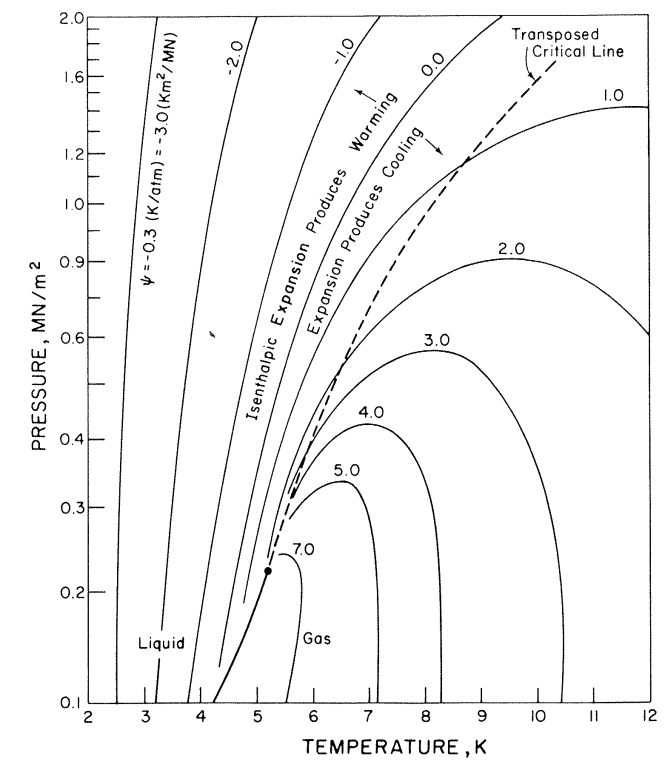 Transposed
Critical Line
2.0
1.6
1.2
1.0
0.9
0.6
0.4
0.3
0.2
0.1
PRESSURE, MN/m²
ψ=-0.3 (K/atm) = -3.0(Km²/MN)
-2.0
-1.0
0.0
1.0
2.0
3.0
4.0
5.0
7.0
Isenthalpic Expansion Produces Warming
Expansion Produces Cooling
Liquid
Gas
2 3 4 5 6 7 8 9 10 11 12
TEMPERATURE, K